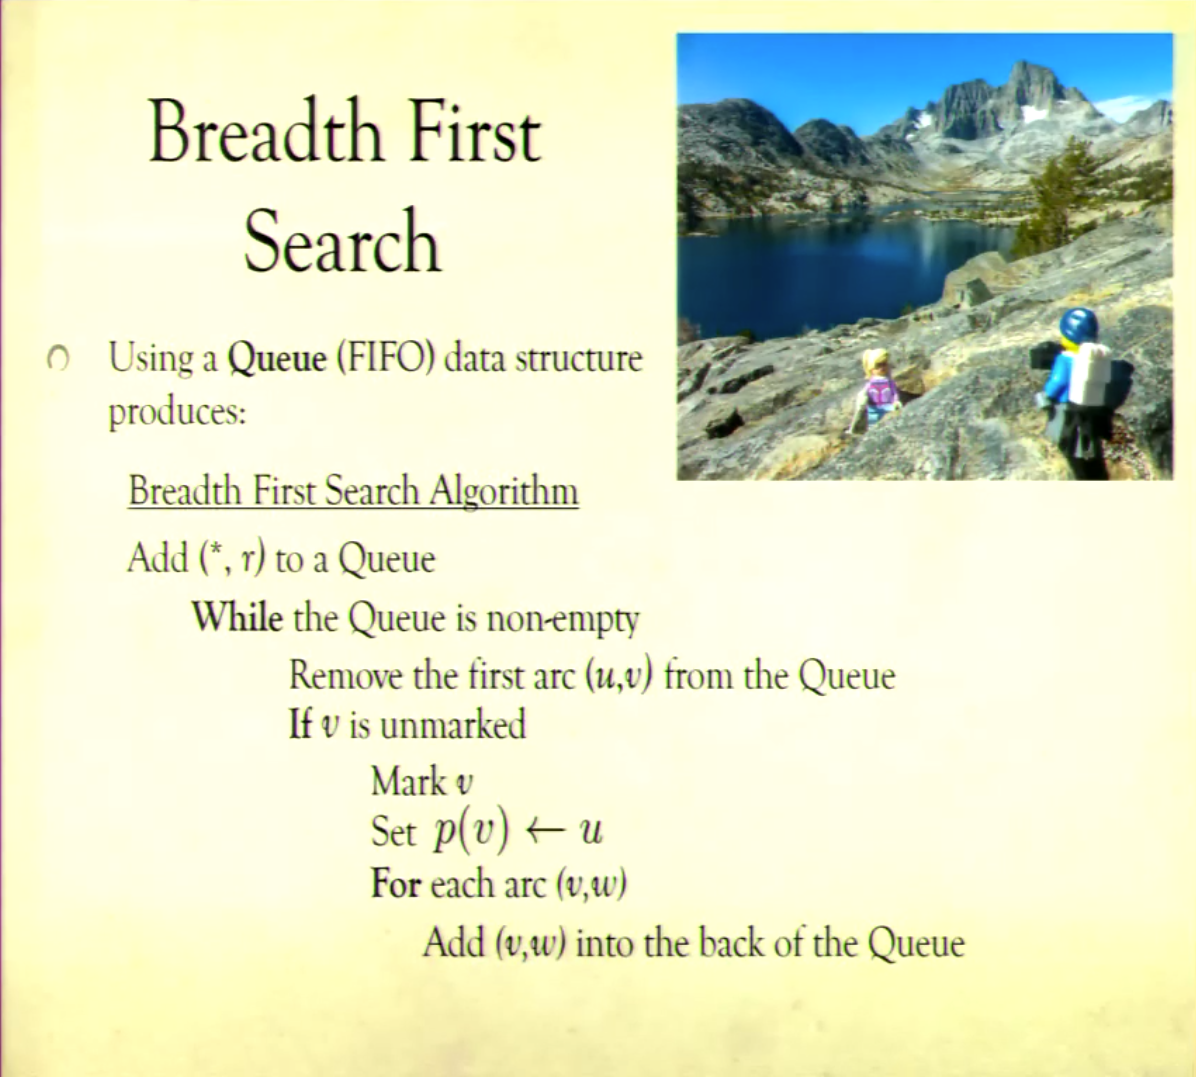 Breadth First
Search
Using a Queue (FIFO) data structure
produces:
Breadth First Search Algorithm
Add (*, r) to a Queue
While the Queue is non-empty
Remove the first arc (u,v) from the Queue
If v is unmarked
Mark v
Set p(v) ← u
For each arc (v,w)
Add (v,w) into the back of the Queue